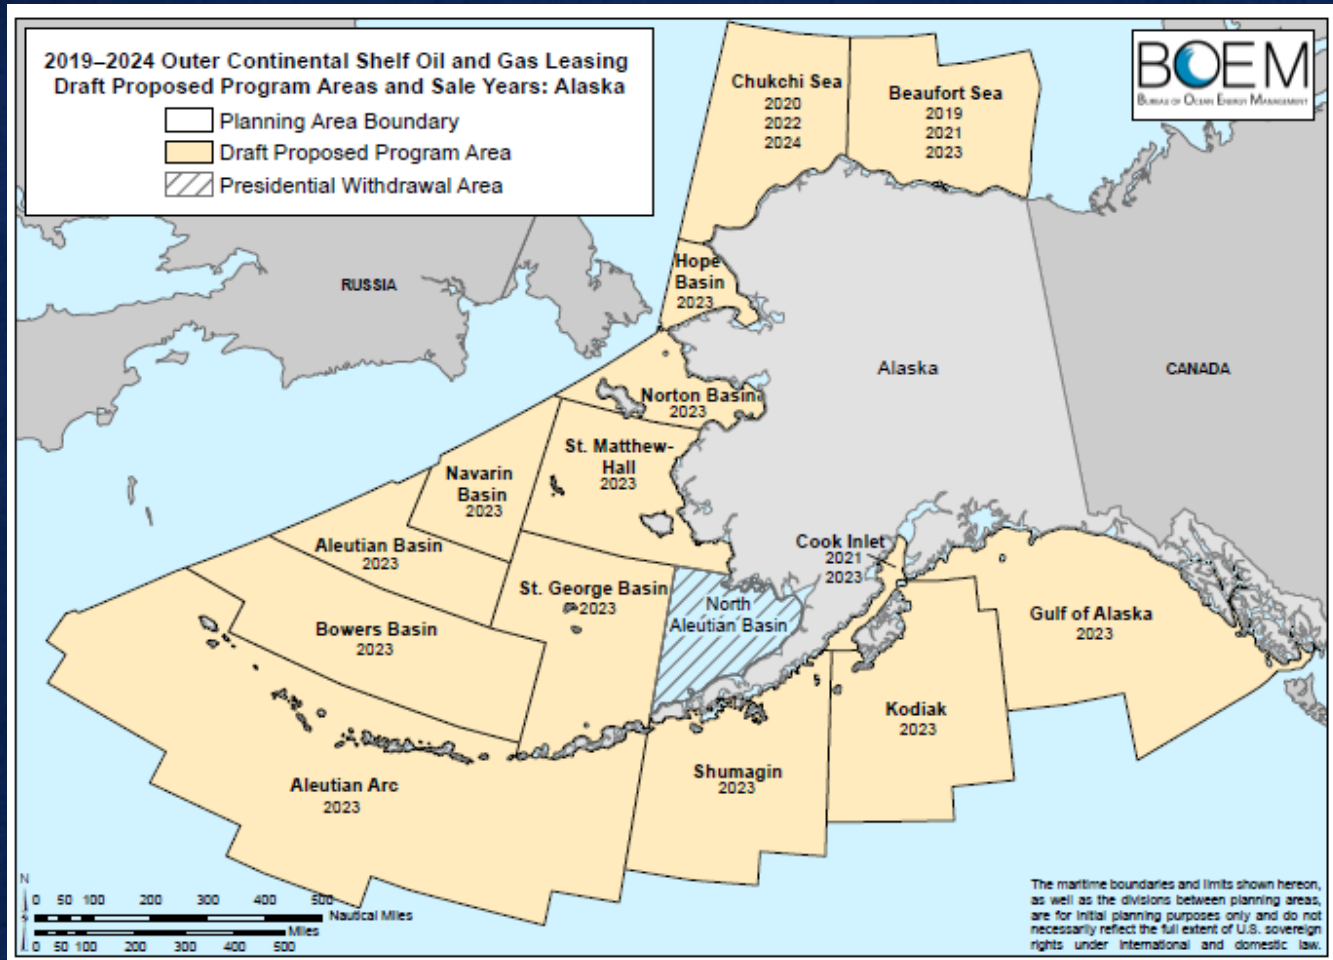 2019–2024 Outer Continental Shelf Oil and Gas Leasing
Draft Proposed Program Areas and Sale Years: Alaska
Planning Area Boundary
Draft Proposed Program Area
Presidential Withdrawal Area
BOEM
BUREAU OF OCEAN ENERGY MANAGEMENT
Chukchi Sea
2020
2022
2024
Beaufort Sea
2019
2021
2023
Hope
Basin
2023
RUSSIA
Alaska
CANADA
Norton Basin
2023
St. Matthew-
Hall
2023
Navarin
Basin
2023
Aleutian Basin
2023
Cook Inlet
2021
2023
St. George Basin
2023
North
Aleutian Basin
Gulf of Alaska
2023
Bowers Basin
2023
Kodiak
2023
Shumagin
2023
Aleutian Arc
2023
N
0 50 100 200 300 400 500
Nautical Miles
Miles
0 50 100 200 300 400 500
The maritime boundaries and limits shown hereon,
as well as the divisions between planning areas,
are for initial planning purposes only and do not
necessarily reflect the full extent of U.S. sovereign
rights under international and domestic law.